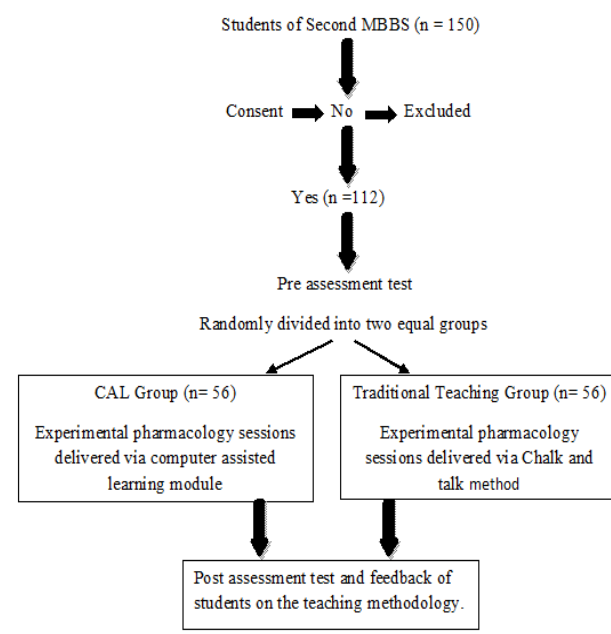 Students of Second MBBS (n = 150)
Consent No Excluded
Yes (n =112)
Pre assessment test
Randomly divided into two equal groups
CAL Group (n= 56)
Experimental pharmacology sessions
delivered via computer assisted
learning module
Traditional Teaching Group (n= 56)
Experimental pharmacology
sessions delivered via Chalk and
talk method
Post assessment test and feedback of
students on the teaching methodology.